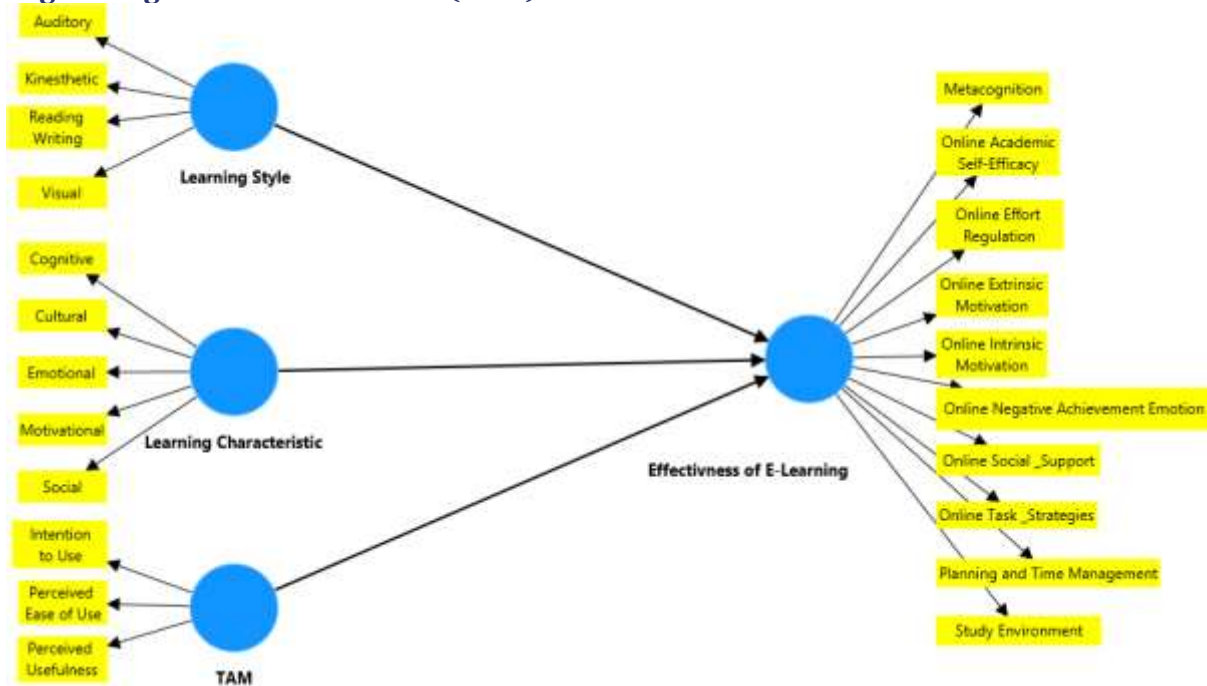 Auditory
Kinesthetic
Reading
Writing
Visual
Learning Style
Cognitive
Cultural
Emotional
Motivational
Social
Learning Characteristic
Intention
to Use
Perceived
Ease of Use
Perceived
Usefulness
TAM
Effectivness of E-Learning
Metacognition
Online Academic
Self-Efficacy
Online Effort
Regulation
Online Extrinsic
Motivation
Online Intrinsic
Motivation
Online Negative Achievement Emotion
Online Social _Support
Online Task _Strategies
Planning and Time Management
Study Environment